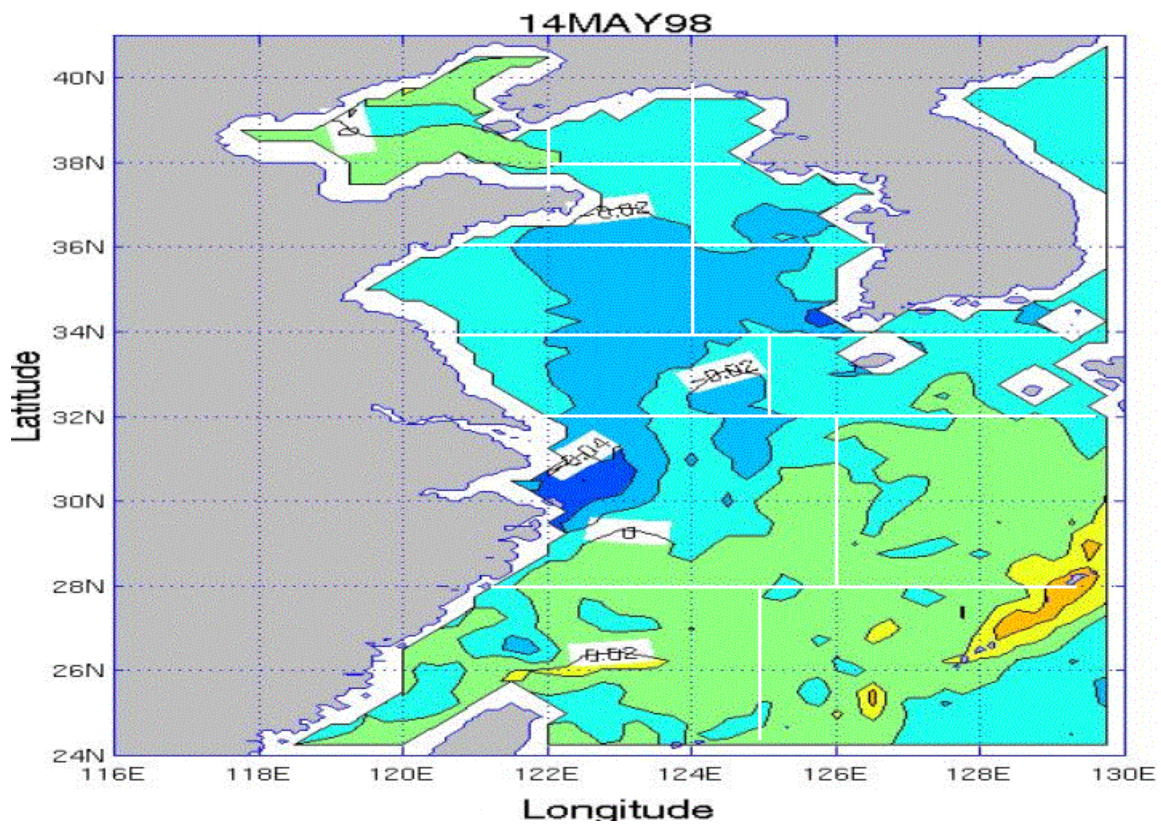 14MAY98
40N
38N
0
-0.02
36N
34N
-0.02
32N
-0.04
30N
0
28N
0.02
26N
24N
116E 118E 120E 122E 124E 126E 128E 130E
Latitude
Longitude